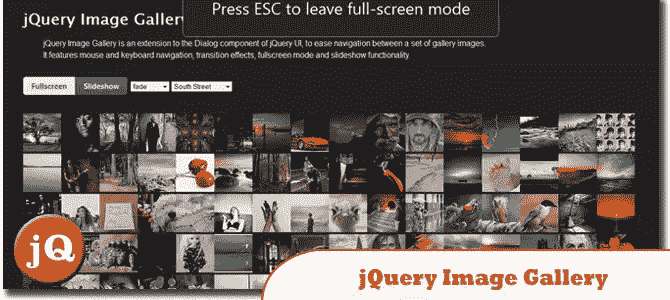 Press ESC to leave full-screen mode
jQuery Image Gallery
jQuery Image Gallery is an extension to the Dialog component of jQuery UI, to ease navigation between a set of gallery images.
It features mouse and keyboard navigation, transition effects, fullscreen mode and slideshow functionality
Fullscreen Slideshow fade South Street
jQ
jQuery Image Gallery